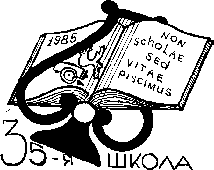 1985
NON
SCHOLAE
SED
VITAE
DISCIMUS
35-Я ШКОЛА